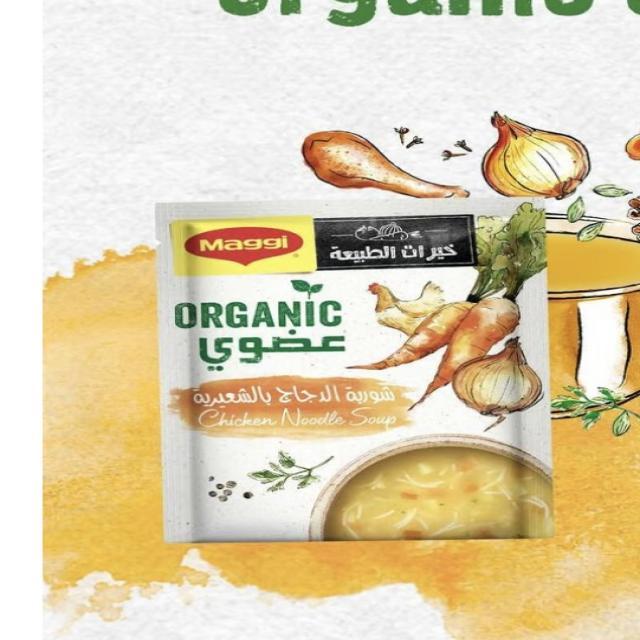 Maggi
خيرات الطبيعة
ORGANIC
عضوي
شوربة الدجاج بالشعيرية
Chicken Noodle Soup